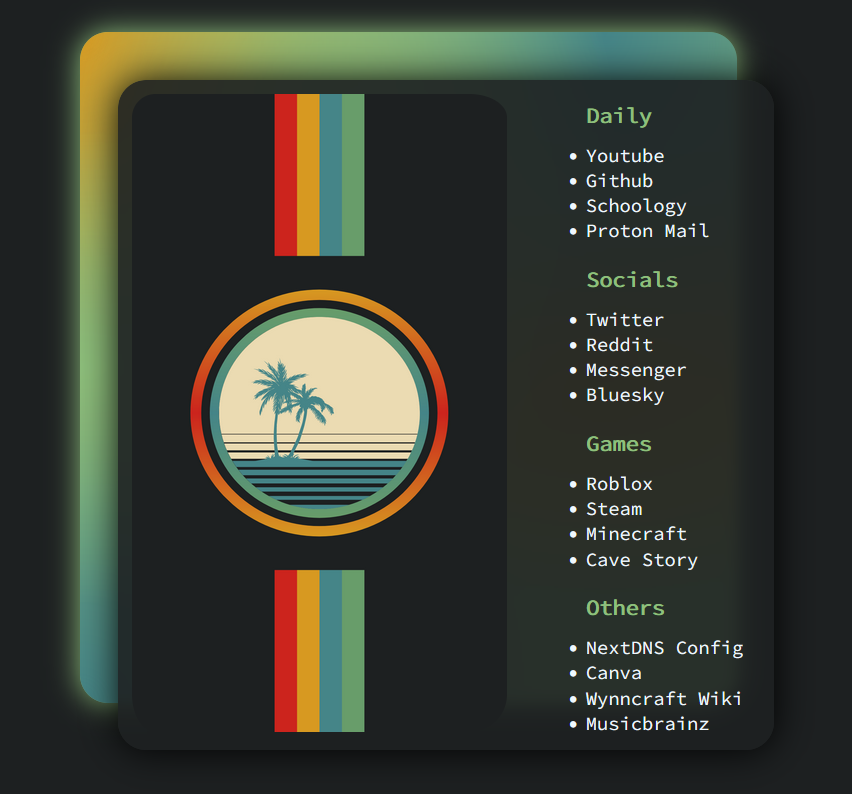 Daily
Youtube
Github
Schoology
Proton Mail
Socials
Twitter
Reddit
Messenger
Bluesky
Games
Roblox
Steam
Minecraft
Cave Story
Others
NextDNS Config
Canva
Wynncraft Wiki
Musicbrainz